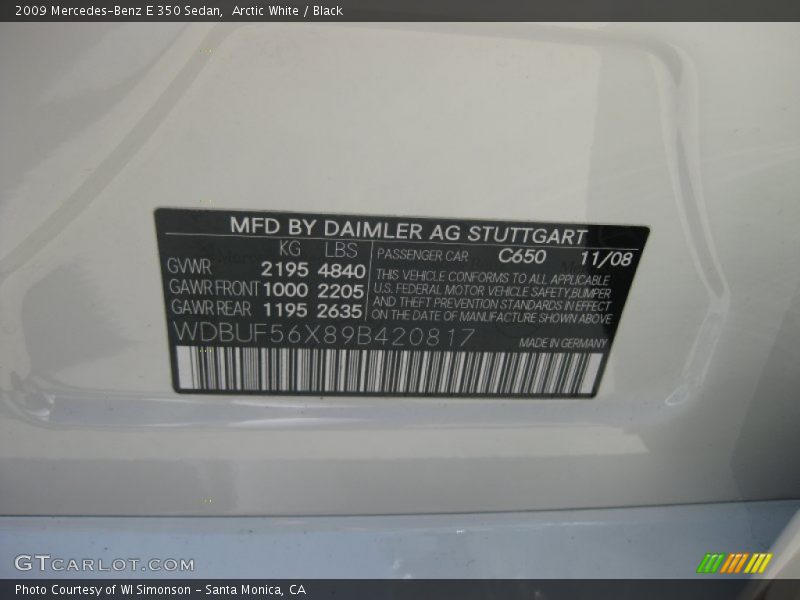 2009 Mercedes-Benz E 350 Sedan,  Arctic White / Black
MFD BY DAIMLER AG STUTTGART
KG LBS
GVWR 2195 4840
GAWR FRONT 1000 2205
GAWR REAR 1195 2635
PASSENGER CAR C650 11/08
THIS VEHICLE CONFORMS TO ALL APPLICABLE
U.S. FEDERAL MOTOR VEHICLE SAFETY, BUMPER
AND THEFT PREVENTION STANDARDS IN EFFECT
ON THE DATE OF MANUFACTURE SHOWN ABOVE
WDBUF56X89B420817
MADE IN GERMANY
GTCARLOT.COM
Photo Courtesy of WI Simonson - Santa Monica, CA